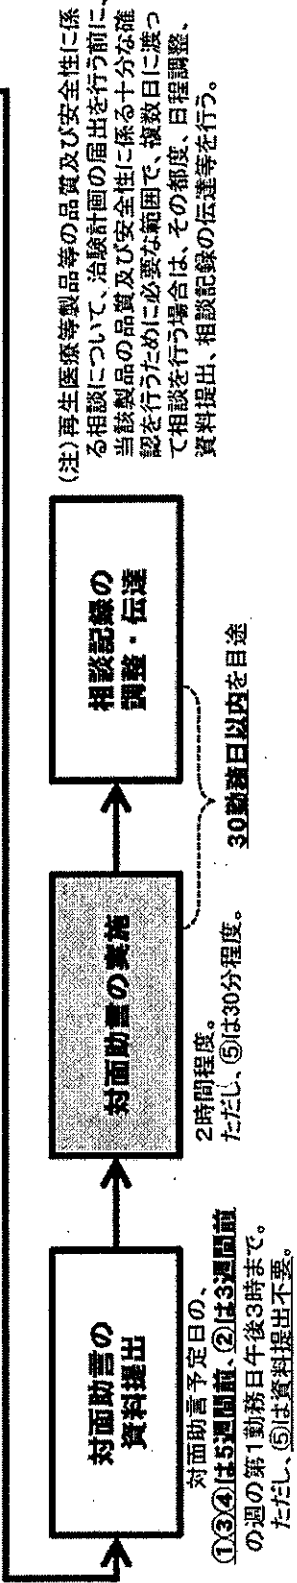 対面助言の
資料提出
対面助言予定日の、
①③④は5週間前、②は3週間前
の週の第1勤務日午後3時まで。
ただし、⑤は資料提出不要。
対面助言の実施
2時間程度。
ただし、⑤は30分程度。
相談記録の
調整・伝達
30勤務日以内を目途
(注)再生医療等製品等の品質及び安全性に係
る相談について、治験計画の届出を行う前に、
当該製品の品質及び安全性に係る十分な確
認を行うために必要な範囲で、複数日に渡っ
て相談を行う場合は、その都度、日程調整、
資料提出、相談記録の伝達等を行う。